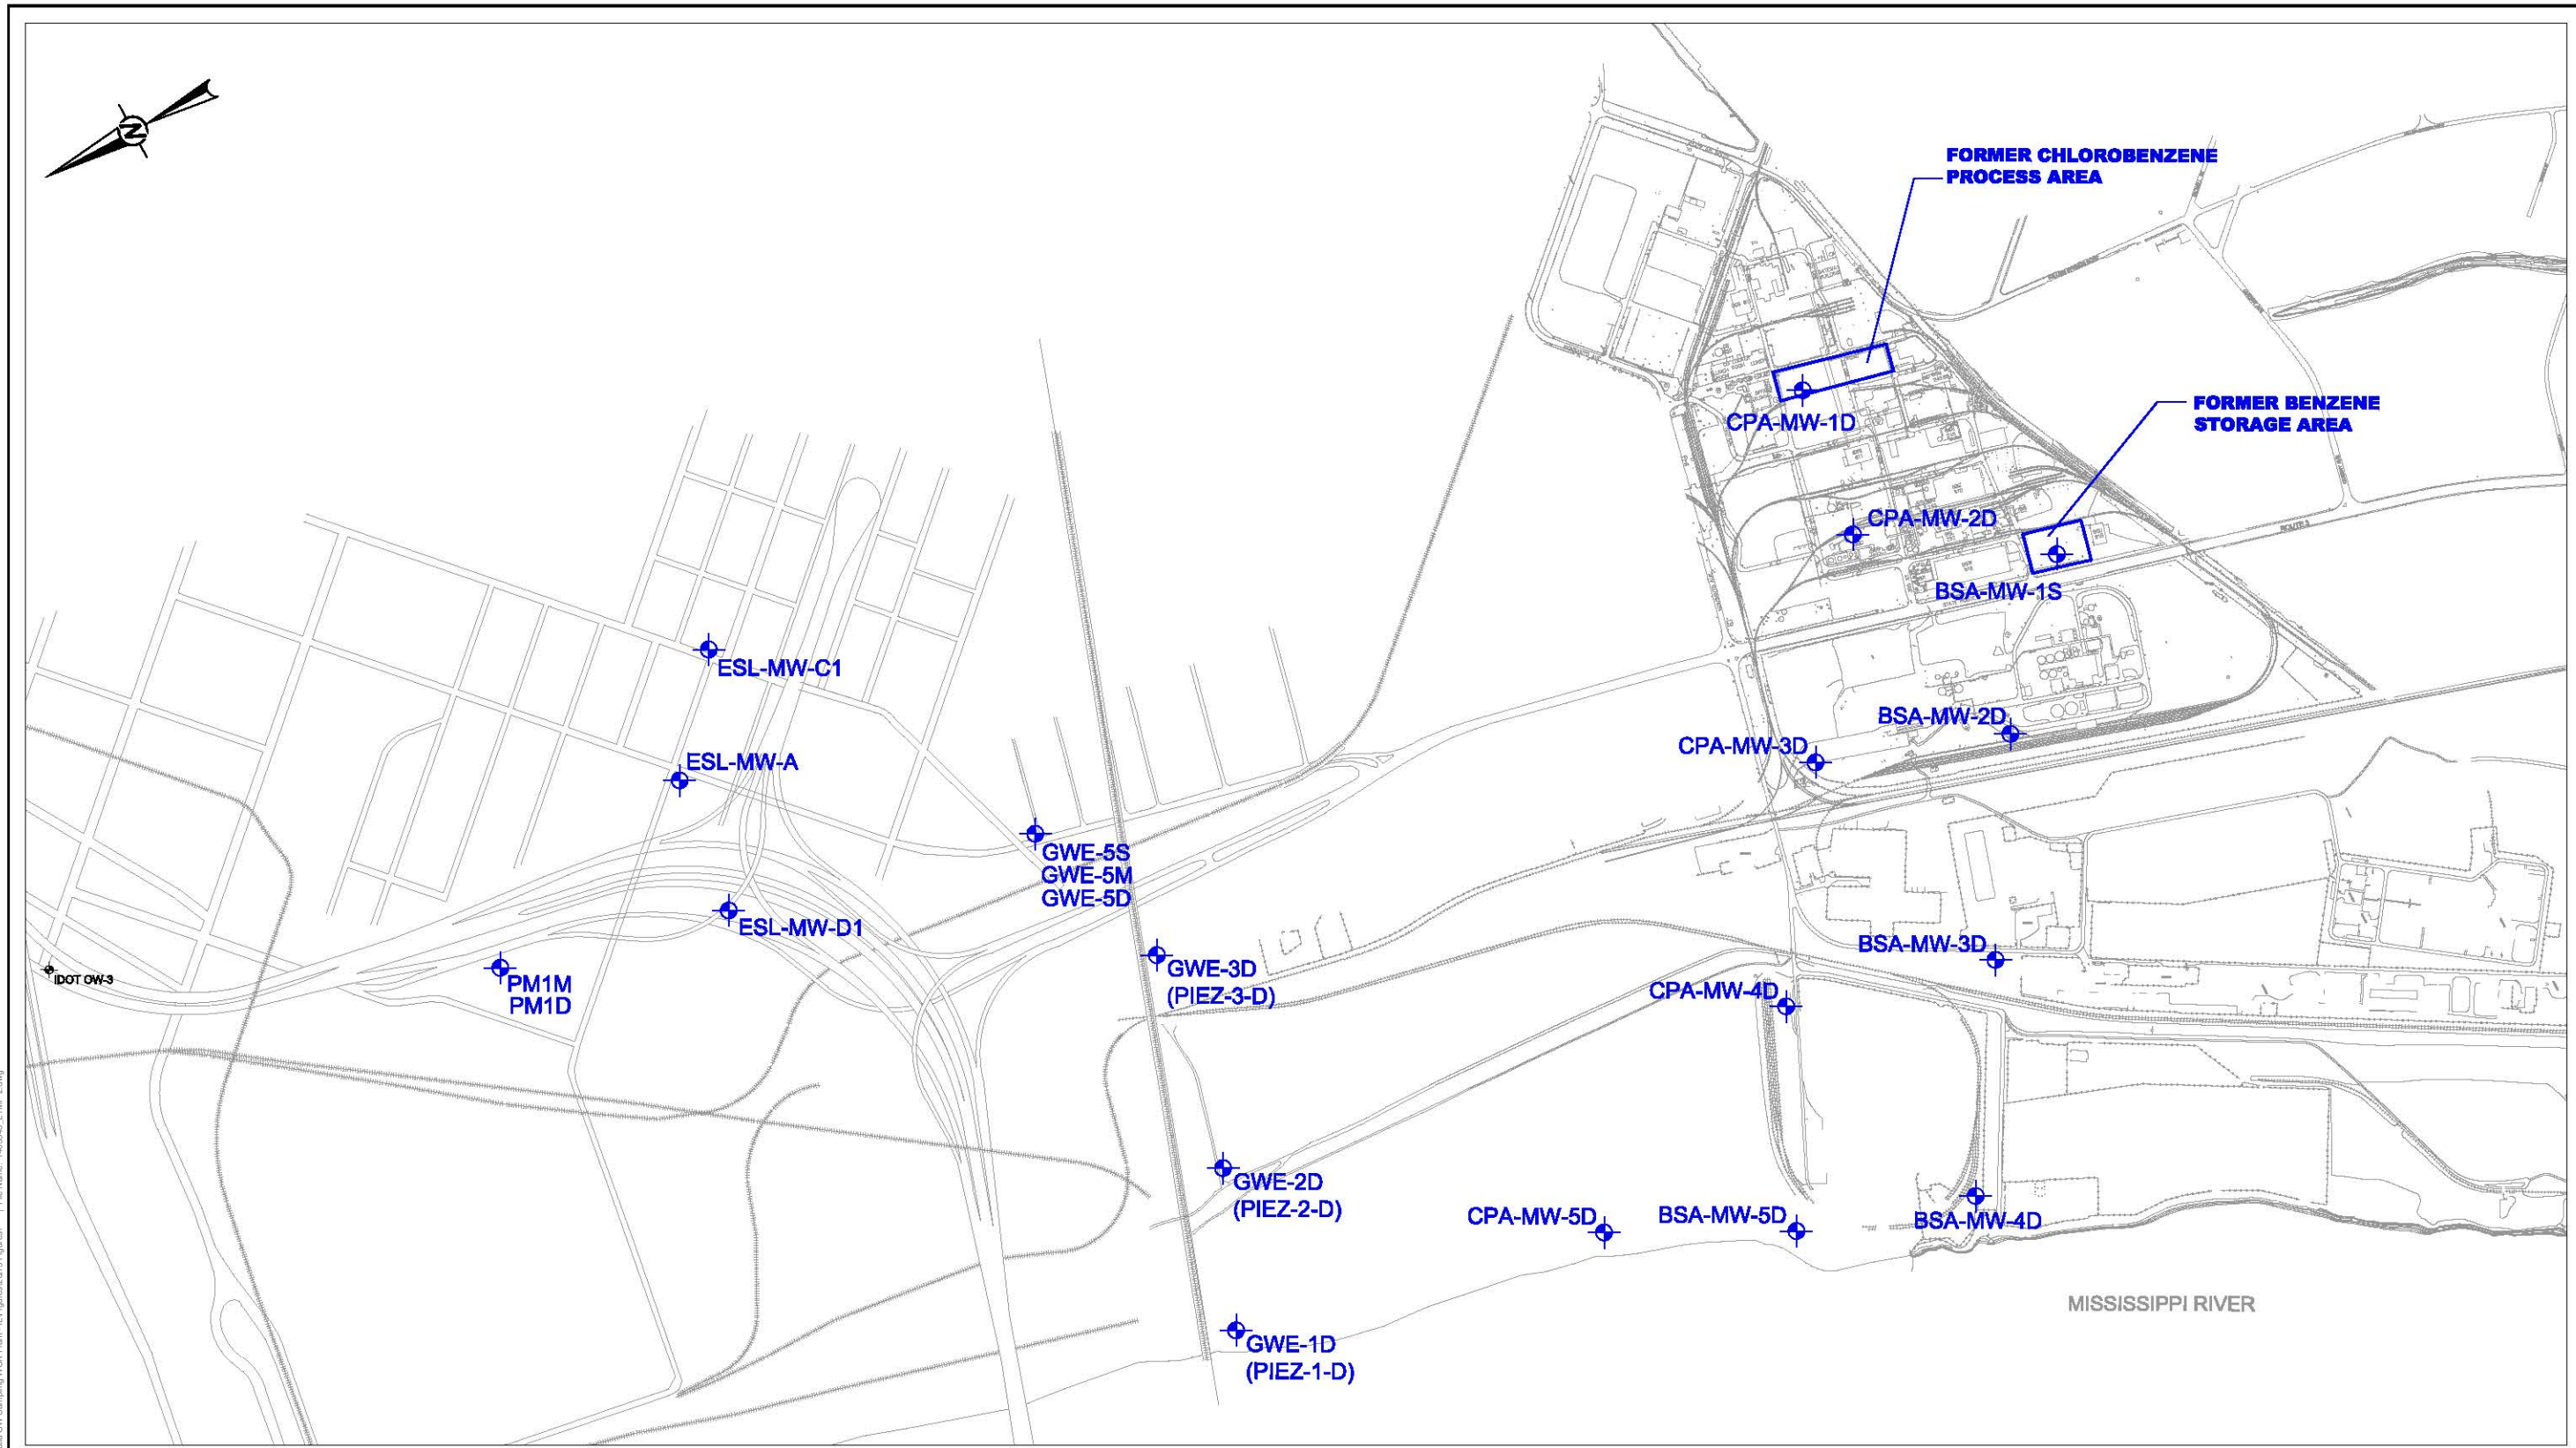 N
FORMER CHLOROBENZENE
PROCESS AREA
FORMER BENZENE
STORAGE AREA
CPA-MW-1D
CPA-MW-2D
BSA-MW-1S
ROUTE 3
ESL-MW-C1
BSA-MW-2D
CPA-MW-3D
ESL-MW-A
GWE-5S
GWE-5M
GWE-5D
ESL-MW-D1
BSA-MW-3D
GWE-3D
(PIEZ-3-D)
IDOT OW-3
PM1M
PM1D
CPA-MW-4D
GWE-2D
(PIEZ-2-D)
CPA-MW-5D
BSA-MW-5D
BSA-MW-4D
MISSISSIPPI RIVER
GWE-1D
(PIEZ-1-D)